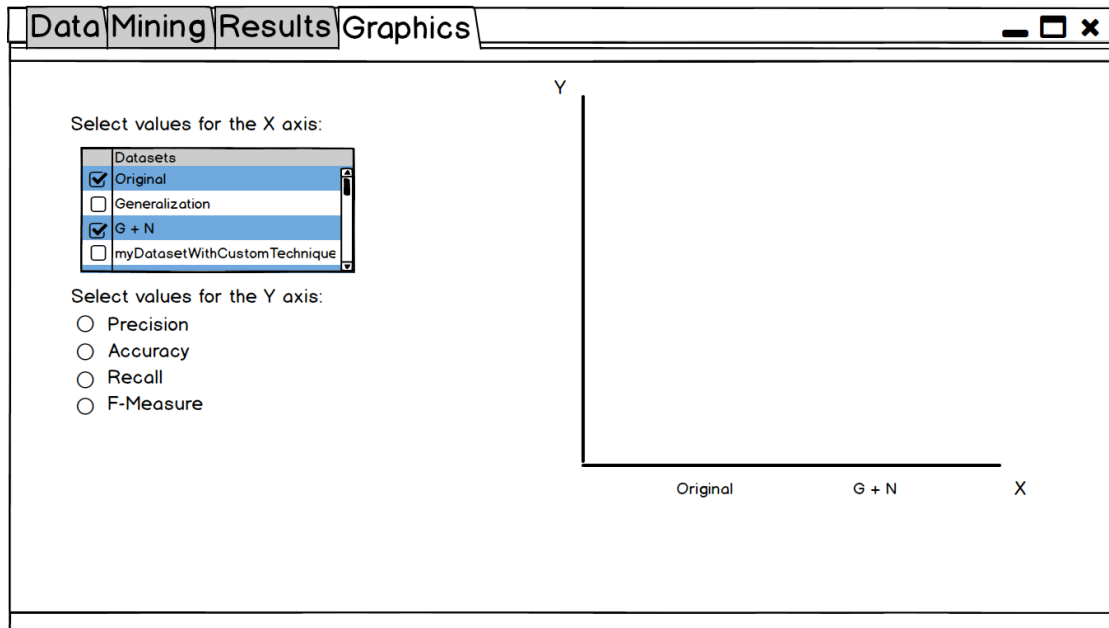 Data Mining Results Graphics
Y
Select values for the X axis:
Datasets
Original
Generalization
G + N
myDatasetWithCustomTechnique
Select values for the Y axis:
Precision
Accuracy
Recall
F-Measure
Original G + N X